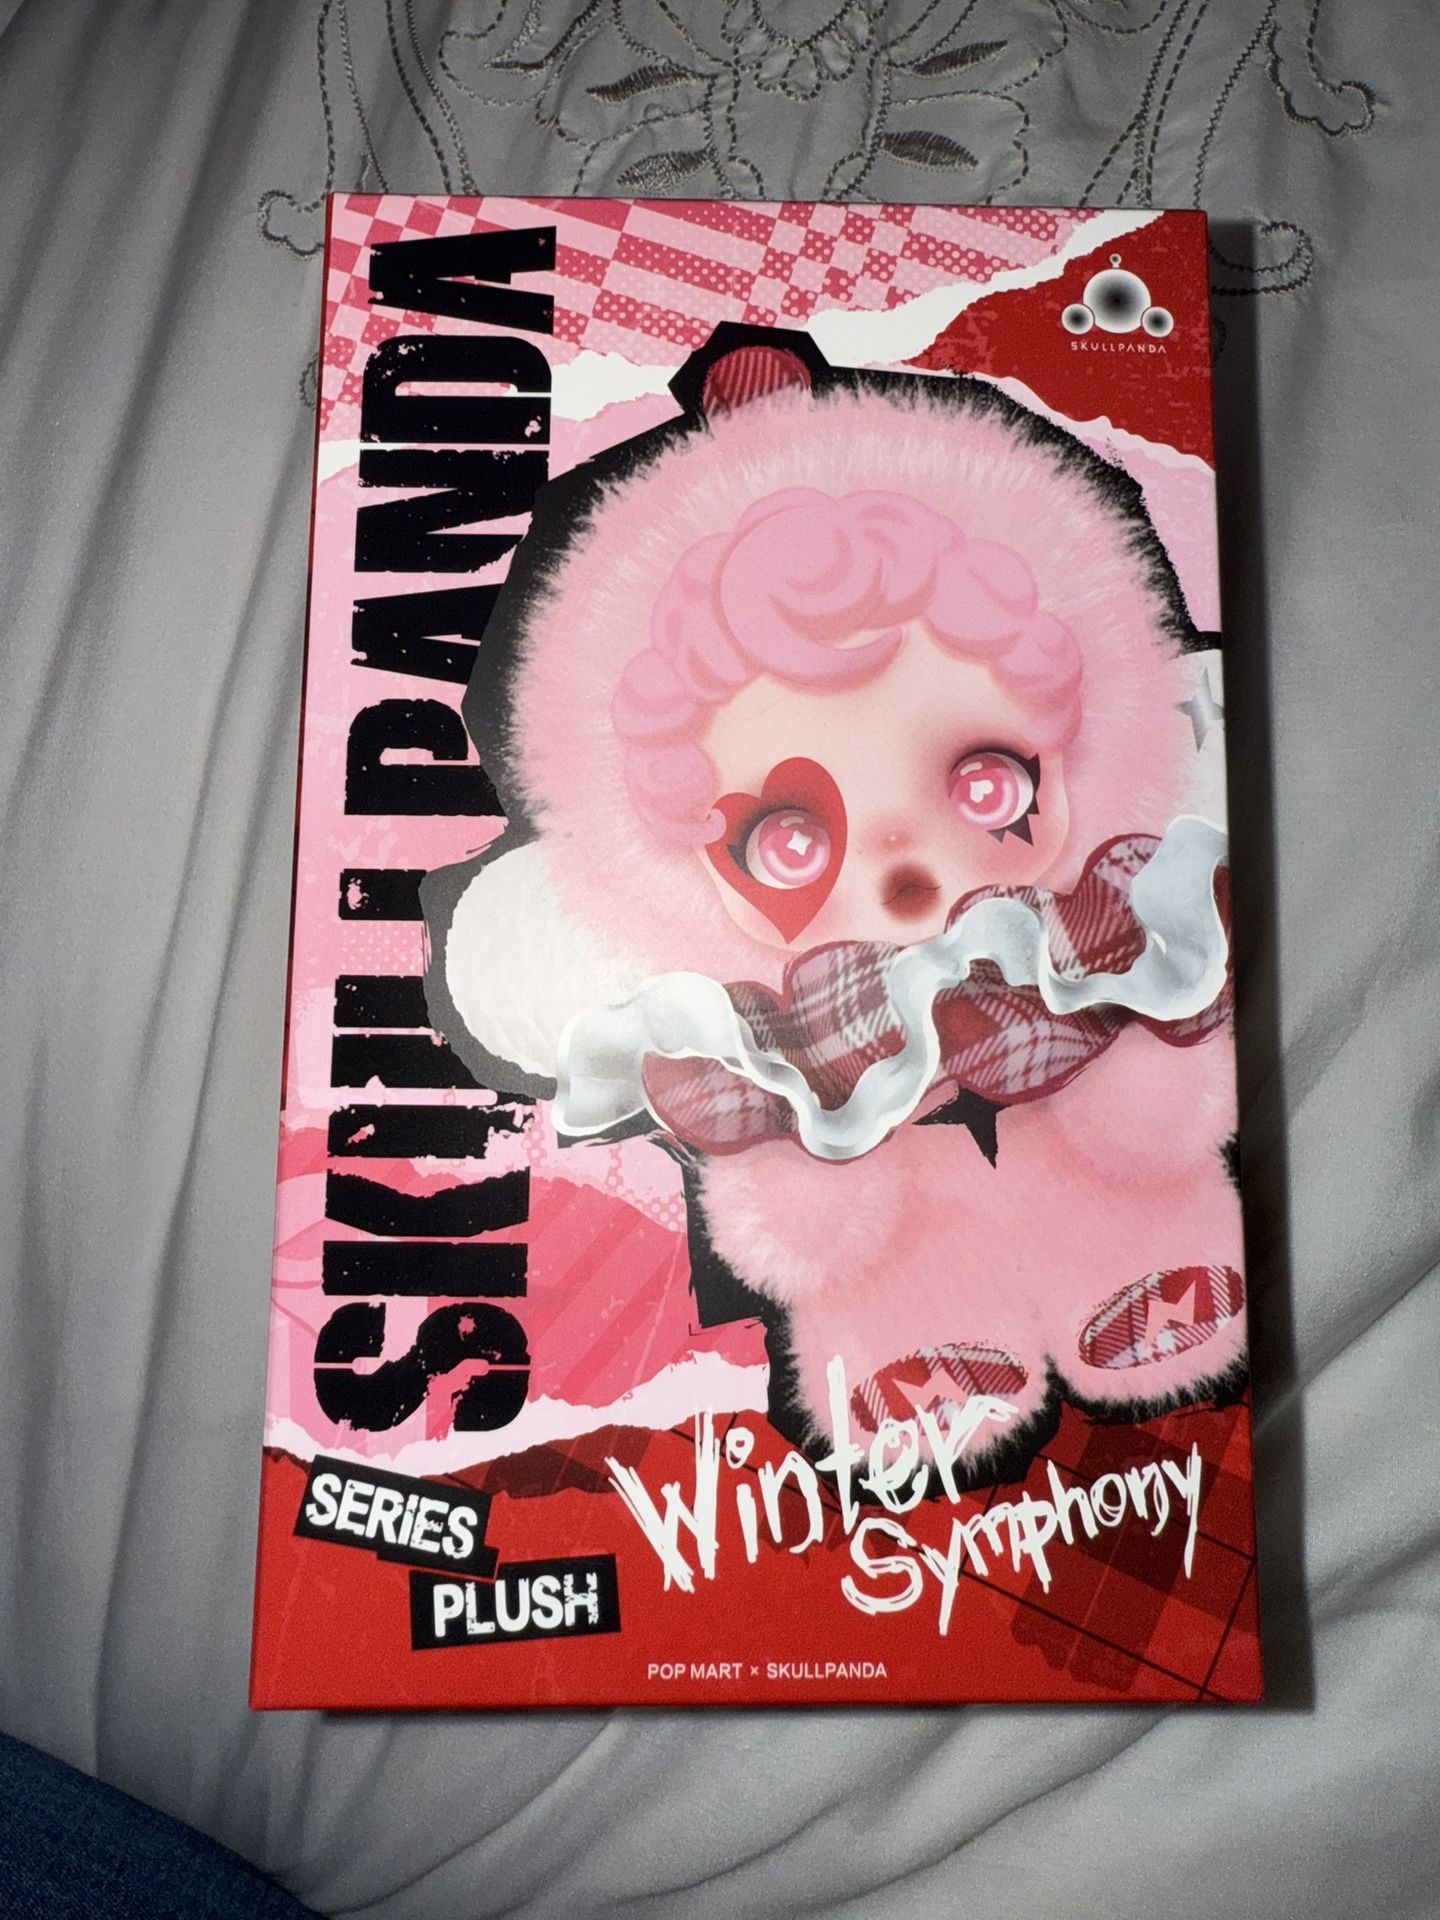 SKULLPANDA
SKULLPANDA
SERIES
PLUSH
Winter
Symphony
POP MART × SKULLPANDA